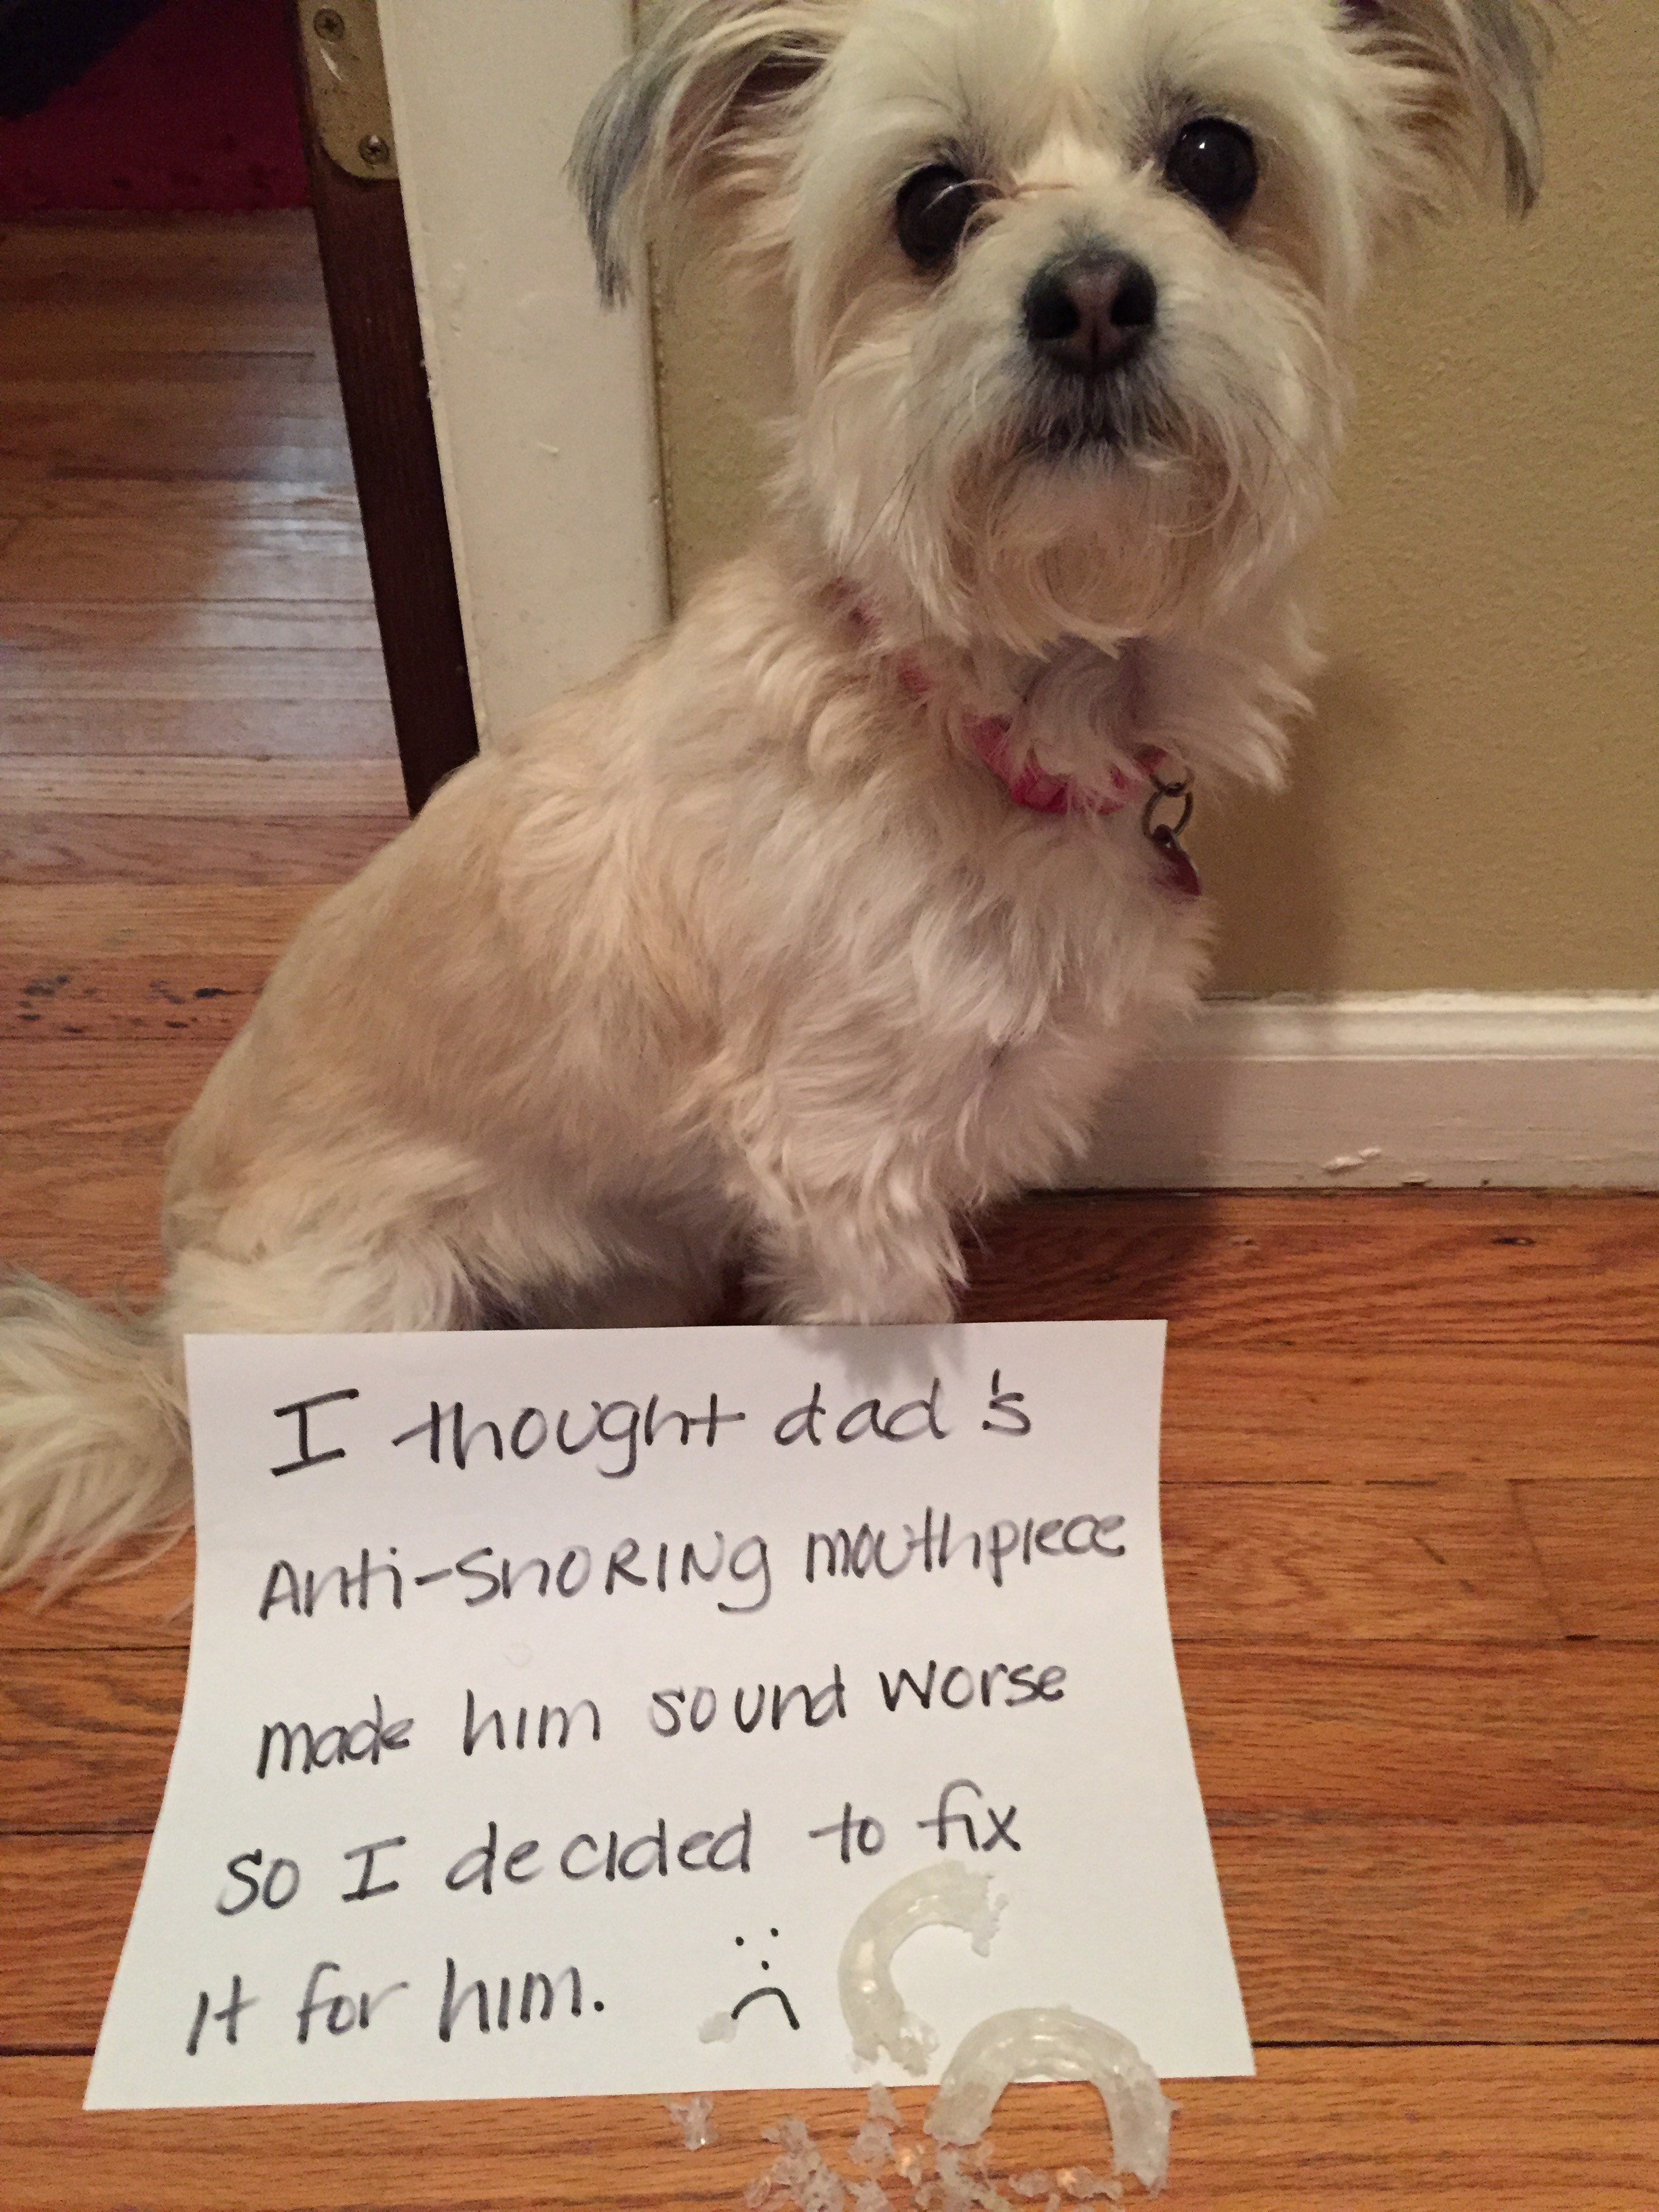 I thought dad's
Anti-SnoRING mouthpiece
made him sound worse
so I decided to fix
It for him.